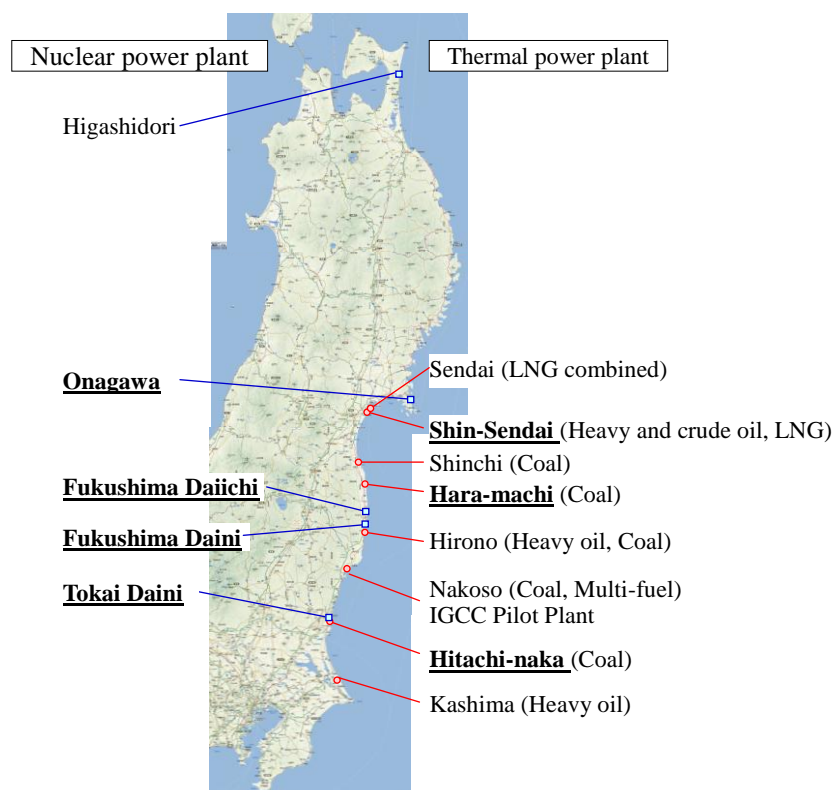 Nuclear power plant
Thermal power plant
Higashidori
Sendai (LNG combined)
Onagawa
Shin-Sendai (Heavy and crude oil, LNG)
Shinchi (Coal)
Fukushima Daiichi
Hara-machi (Coal)
Fukushima Daini
Hirono (Heavy oil, Coal)
Tokai Daini
Nakoso (Coal, Multi-fuel)
IGCC Pilot Plant
Hitachi-naka (Coal)
Kashima (Heavy oil)